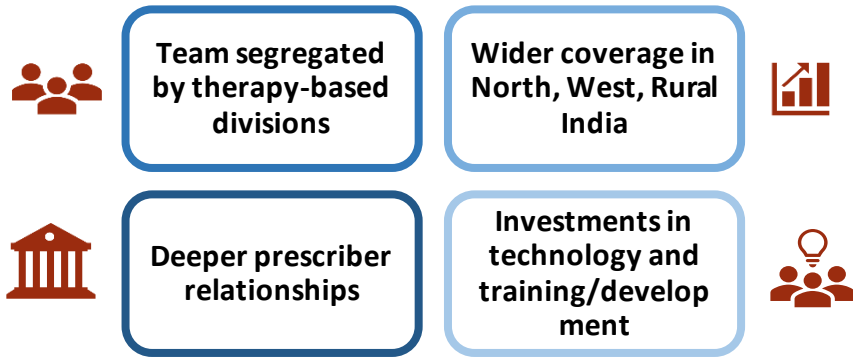 Team segregated
by therapy-based
divisions
Wider coverage in
North, West, Rural
India
Deeper prescriber
relationships
Investments in
technology and
training/develop
ment